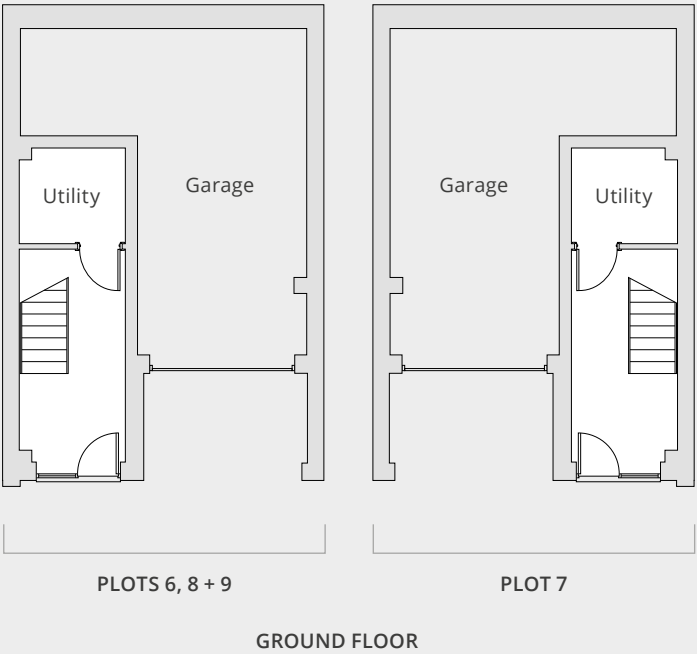 Utility
Garage
Garage
Utility
PLOTS 6, 8 + 9
PLOT 7
GROUND FLOOR